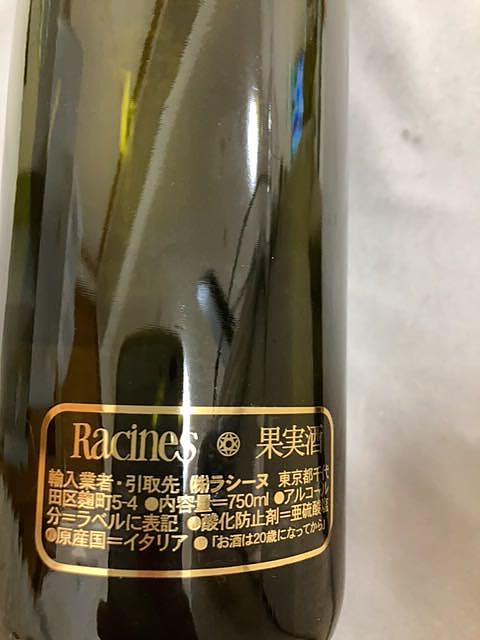 Racines 果実酒
輸入業者・引取先 ㈱ラシーヌ 東京都千代
田区麹町5-4 ●内容量=750ml ●アルコール
分=ラベルに表記 ●酸化防止剤=亜硫酸塩
●原産国=イタリア ●「お酒は20歳になってから」